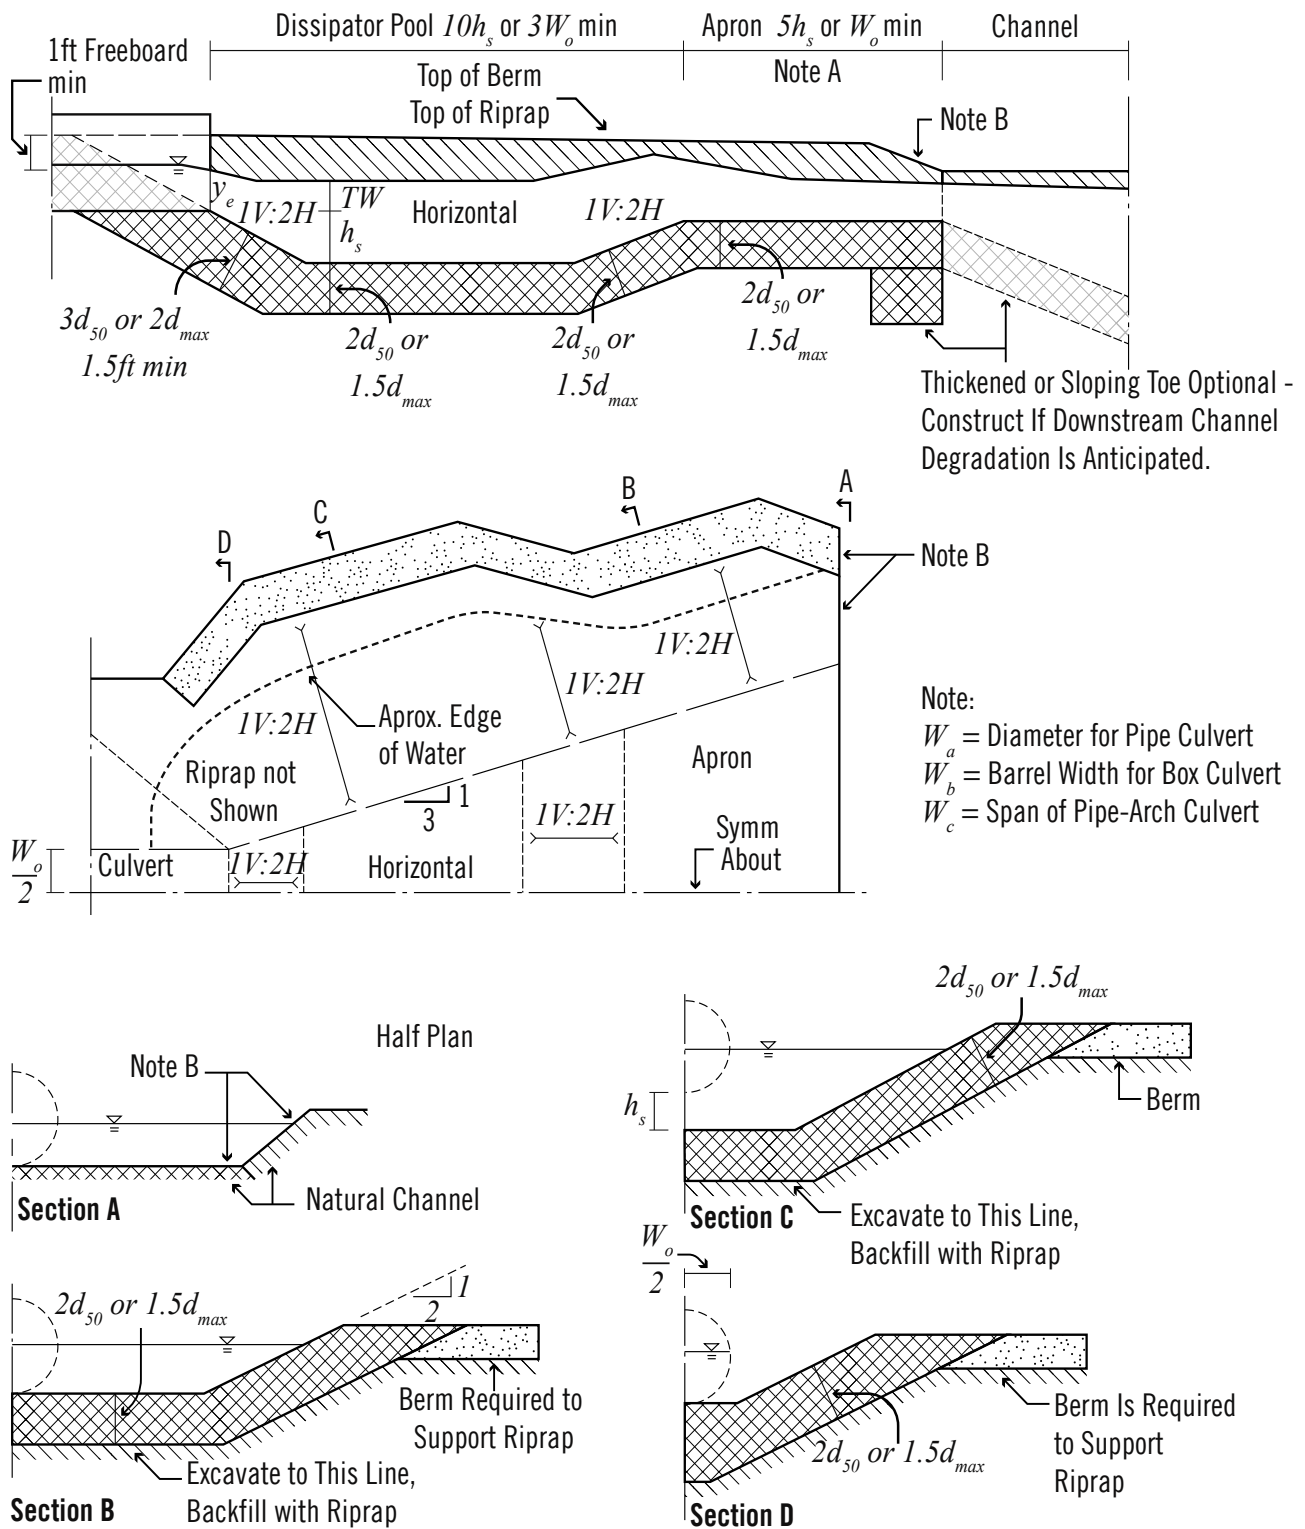 Dissipator Pool 10h_s or 3W_o min
Apron 5h_s or W_o min
Channel
1ft Freeboard
min
Top of Berm
Top of Riprap
Note A
Note B
y_e
1V:2H
TW
h_s
Horizontal
1V:2H
3d_50 or 2d_max
1.5ft min
2d_50 or
1.5d_max
2d_50 or
1.5d_max
2d_50 or
1.5d_max
Thickened or Sloping Toe Optional -
Construct If Downstream Channel
Degradation Is Anticipated.
D
C
B
A
Note B
1V:2H
1V:2H
1V:2H
Aprox. Edge
of Water
Riprap not
Shown
1
3
Apron
1V:2H
Symm
About
W_o
2
Culvert
1V:2H
Horizontal
Note:
W_a = Diameter for Pipe Culvert
W_b = Barrel Width for Box Culvert
W_c = Span of Pipe-Arch Culvert
Half Plan
Note B
Natural Channel
Section A
2d_50 or 1.5d_max
h_s
Berm
Section C
Excavate to This Line,
Backfill with Riprap
2d_50 or 1.5d_max
1
2
Berm Required to
Support Riprap
Excavate to This Line,
Backfill with Riprap
Section B
W_o
2
Berm Is Required
to Support
Riprap
2d_50 or 1.5d_max
Section D